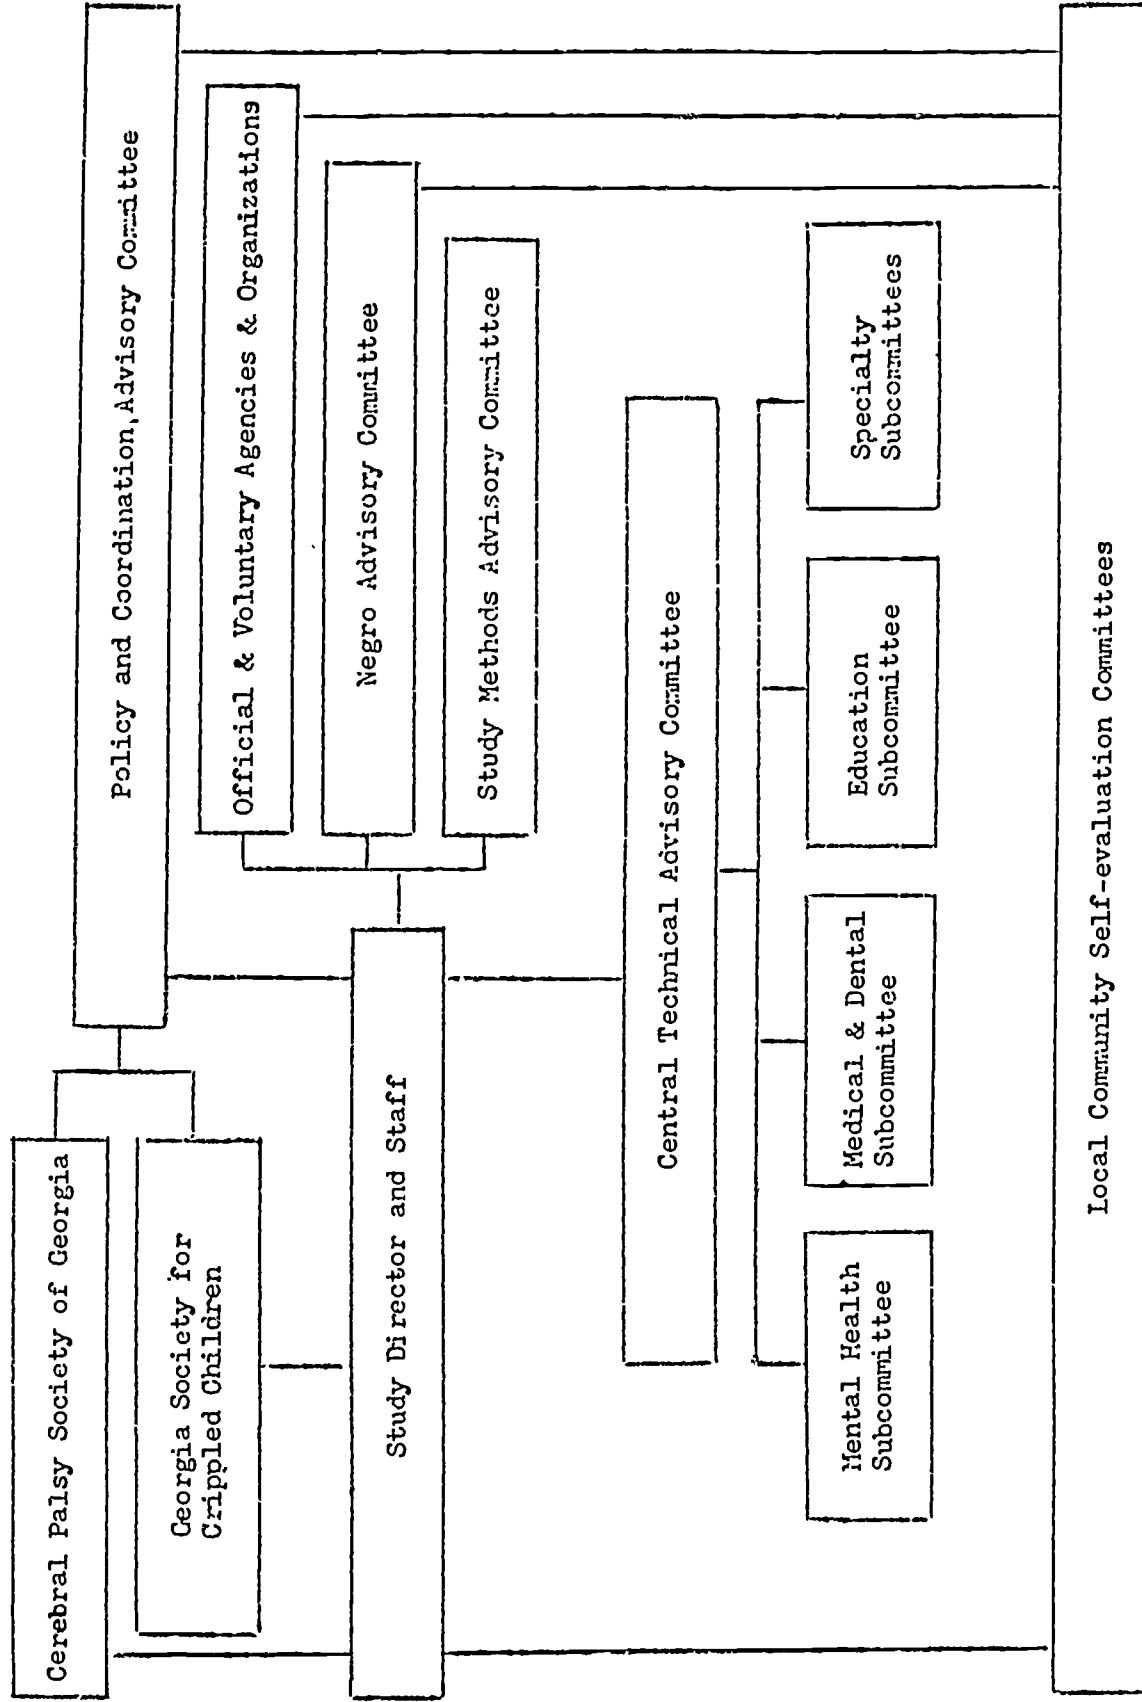 Cerebral Palsy Society of Georgia
Georgia Society for
Crippled Children
Policy and Coordination, Advisory Committee
Official & Voluntary Agencies & Organizations
Negro Advisory Committee
Study Methods Advisory Committee
Study Director and Staff
Central Technical Advisory Committee
Mental Health
Subcommittee
Medical & Dental
Subcommittee
Education
Subcommittee
Specialty
Subcommittees
Local Community Self-evaluation Committees